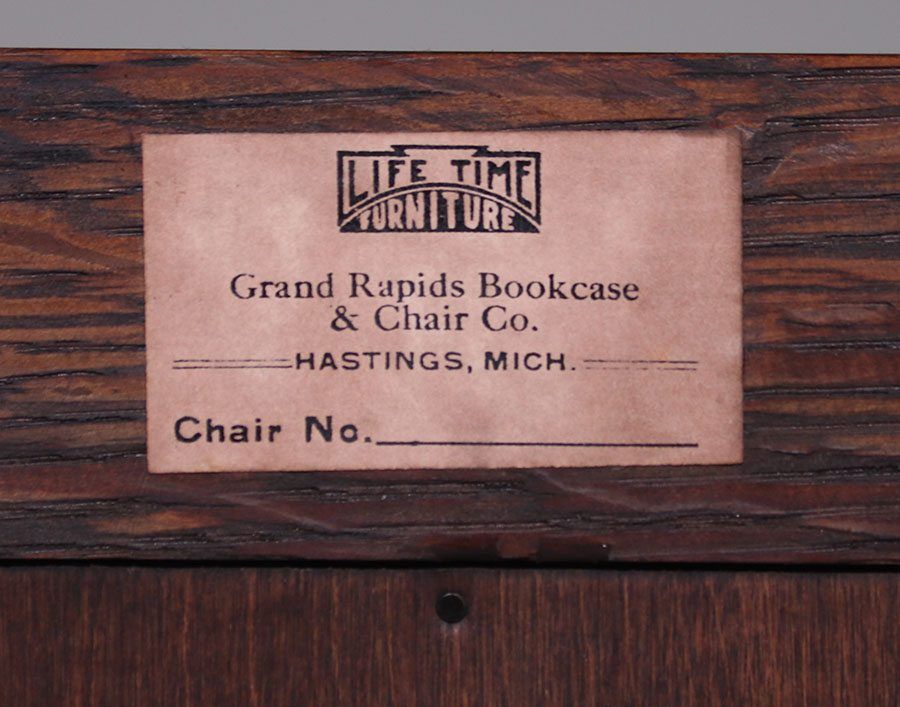 LIFE TIME
FURNITURE
Grand Rapids Bookcase
& Chair Co.
HASTINGS, MICH.
Chair No.